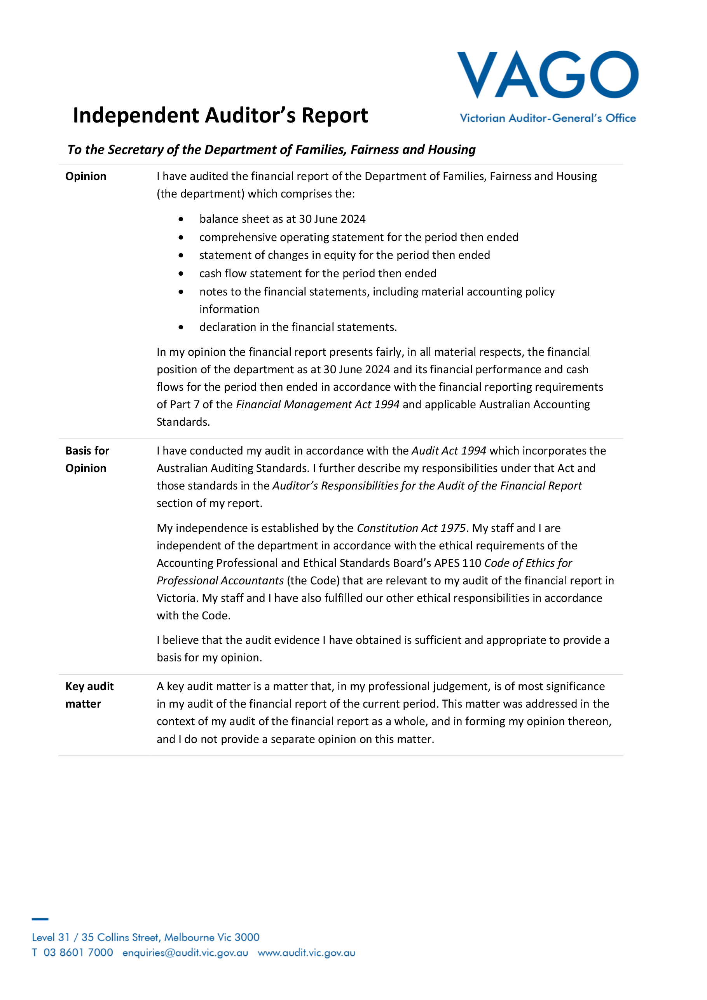 VAGO
Victorian Auditor-General’s Office
Independent Auditor’s Report
To the Secretary of the Department of Families, Fairness and Housing
Opinion
I have audited the financial report of the Department of Families, Fairness and Housing
(the department) which comprises the:
• balance sheet as at 30 June 2024
• comprehensive operating statement for the period then ended
• statement of changes in equity for the period then ended
• cash flow statement for the period then ended
• notes to the financial statements, including material accounting policy
information
• declaration in the financial statements.
In my opinion the financial report presents fairly, in all material respects, the financial
position of the department as at 30 June 2024 and its financial performance and cash
flows for the period then ended in accordance with the financial reporting requirements
of Part 7 of the Financial Management Act 1994 and applicable Australian Accounting
Standards.
Basis for
Opinion
I have conducted my audit in accordance with the Audit Act 1994 which incorporates the
Australian Auditing Standards. I further describe my responsibilities under that Act and
those standards in the Auditor’s Responsibilities for the Audit of the Financial Report
section of my report.
My independence is established by the Constitution Act 1975. My staff and I are
independent of the department in accordance with the ethical requirements of the
Accounting Professional and Ethical Standards Board’s APES 110 Code of Ethics for
Professional Accountants (the Code) that are relevant to my audit of the financial report in
Victoria. My staff and I have also fulfilled our other ethical responsibilities in accordance
with the Code.
I believe that the audit evidence I have obtained is sufficient and appropriate to provide a
basis for my opinion.
Key audit
matter
A key audit matter is a matter that, in my professional judgement, is of most significance
in my audit of the financial report of the current period. This matter was addressed in the
context of my audit of the financial report as a whole, and in forming my opinion thereon,
and I do not provide a separate opinion on this matter.
Level 31 / 35 Collins Street, Melbourne Vic 3000
T 03 8601 7000 enquiries@audit.vic.gov.au www.audit.vic.gov.au